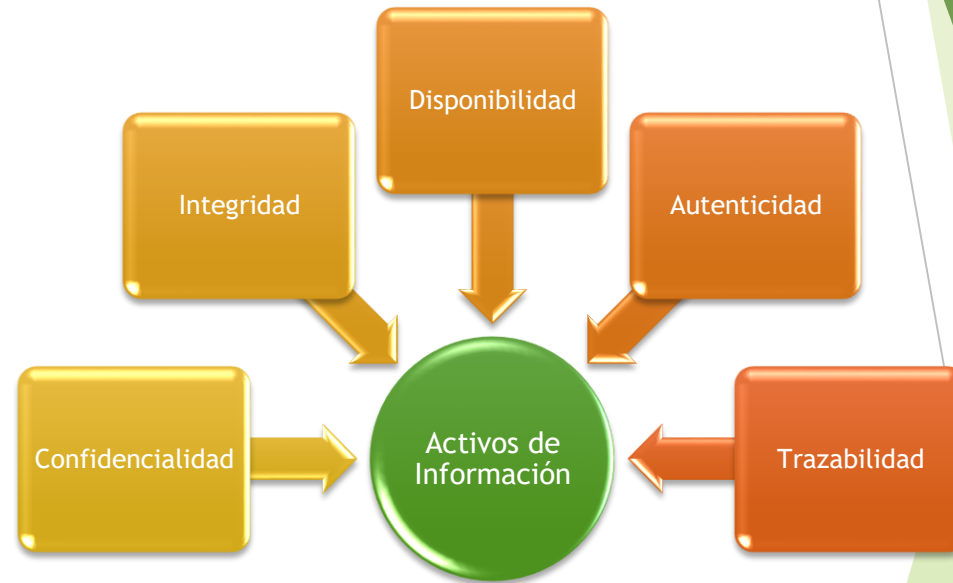 Disponibilidad
Integridad
Autenticidad
Confidencialidad
Activos de
Información
Trazabilidad